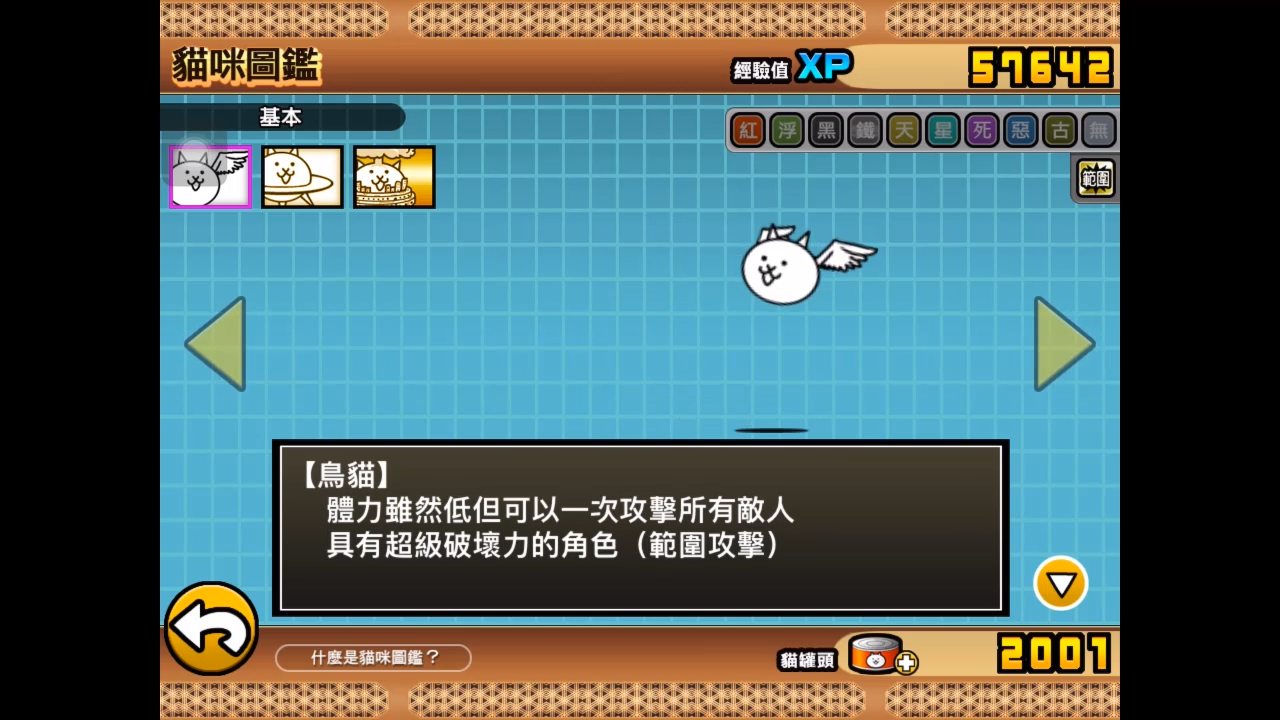 貓咪圖鑑
經驗值 XP 57642
基本
紅 浮 黑 鐵 天 星 死 惡 古 無
範圍
【鳥貓】
體力雖然低但可以一次攻擊所有敵人
具有超級破壞力的角色（範圍攻擊）
什麼是貓咪圖鑑？
貓罐頭 2001